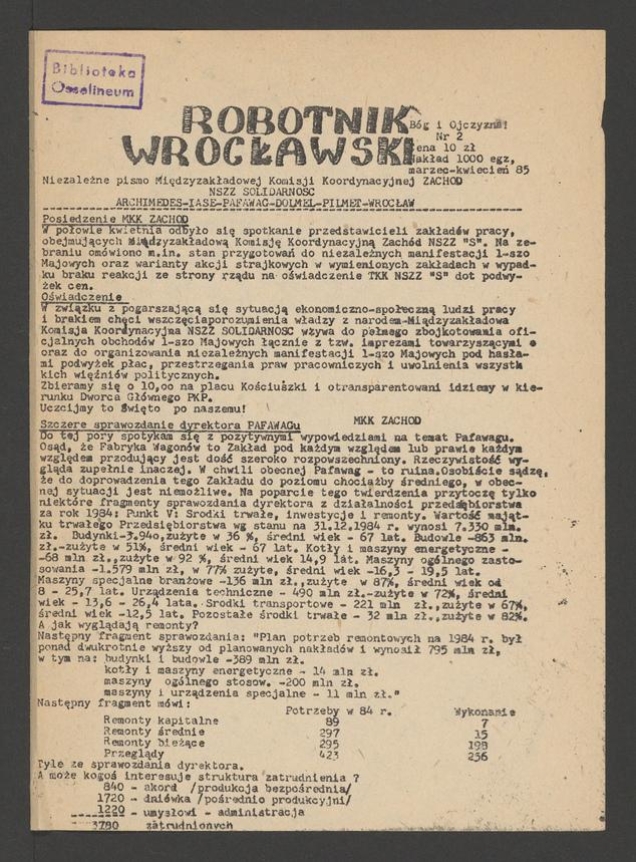 Biblioteka
Ossolineum
ROBOTNIK
WROCŁAWSKI
Bóg i Ojczyzna!
Nr 2
cena 10 zł
Nakład 1000 egz,
marzec-kwiecień 85
Niezależne pismo Międzyzakładowej Komisji Koordynacyjnej ZACHOD
NSZZ SOLIDARNOSC
ARCHIMEDES-IASE-PAFAWAG-DOLMEL-PILMET-WROCŁAW
Posiedzenie MKK ZACHOD
W połowie kwietnia odbyło się spotkanie przedstawicieli zakładów pracy,
obejmujących Międzyzakładową Komisję Koordynacyjną Zachód NSZZ "S". Na ze-
braniu omówiono m.in. stan przygotowań do niezależnych manifestacji 1-szo
Majowych oraz warianty akcji strajkowych w wymienionych zakładach w wypad-
ku braku reakcji ze strony rządu na oświadczenie TKK NSZZ "S" dot podwy-
żek cen.
Oświadczenie
W związku z pogarszającą się sytuacją ekonomiczno-społeczną ludzi pracy
i brakiem chęci wszczęciaporozumienia władzy z narodem-Międzyzakładowa
Komisja Koordynacyjna NSZZ SOLIDARNOSC wzywa do pełnego zbojkotowania ofi-
cjalnych obchodów 1-szo Majowych łącznie z tzw. imprezami towarzyszącymi
oraz do organizowania niezależnych manifestacji 1-szo Majowych pod hasła-
mi podwyżek płac, przestrzegania praw pracowniczych i uwolnienia wszystk
kich więźniów politycznych.
Zbieramy się o 10,00 na placu Kościuszki i otransparentowani idziemy w kie-
runku Dworca Głównego PKP.
Uczcijmy to Święto po naszemu!
MKK ZACHOD
Szczere sprawozdanie dyrektora PAFAWAGu
Do tej pory spotykam się z pozytywnymi wypowiedziami na temat Pafawagu.
Osąd, że Fabryka Wagonów to Zakład pod każdym względem lub prawie każdym
względem przodujący jest dość szeroko rozpowszechniony. Rzeczywistość wy-
gląda zupełnie inaczej. W chwili obecnej Pafawag - to ruina.Osobiście sądzę,
że do doprowadzenia tego Zakładu do poziomu chociażby średniego, w obec-
nej sytuacji jest niemożliwe. Na poparcie tego twierdzenia przytoczę tylko
niektóre fragmenty sprawozdania dyrektora z działalności przedsiębiorstwa
za rok 1984: Punkt V: Srodki trwałe, inwestycje i remonty. Wartość mająt-
ku trwałego Przedsiębiorstwa wg stanu na 31.12.1984 r. wynosi 7.330 mln.
zł. Budynki-3.940,zużyte w 36 %, średni wiek - 67 lat. Budowle -863 mln.
zł.-zużyte w 51%, średni wiek - 67 lat. Kotły i maszyny energetyczne -
-68 mln zł.,zużyte w 92 %, średni wiek 14,9 lat. Maszyny ogólnego zasto-
sowania -1.579 mln zł, w 77% zużyte, średni wiek -16,3 - 19,5 lat.
Maszyny specjalne branżowe -136 mln zł.,zużyte w 87%, średni wiek od
8 - 25,7 lat. Urządzenia techniczne - 490 mln zł.-zużyte w 72%, średni
wiek - 13,6 - 26,4 lata. Srodki transportowe - 221 mln zł.,zużyte w 67%,
średni wiek -12,5 lat. Pozostałe środki trwałe - 32 mln zł.,zużyte w 82%.
A jak wyglądają remonty?
Następny fragment sprawozdania: "Plan potrzeb remontowych na 1984 r. był
ponad dwukrotnie wyższy od planowanych nakładów i wynosił 795 mln zł,
w tym na: budynki i budowle -389 mln zł.
kotły i maszyny energetyczne - 14 mln zł.
maszyny ogólnego stosow. -200 mln zł.
maszyny i urządzenia specjalne - 11 mln zł."
Następny fragment mówi:
Potrzeby w 84 r. Wykonanie
Remonty kapitalne 89 7
Remonty średnie 297 15
Remonty bieżące 295 198
Przeglądy 423 236
Tyle ze sprawozdania dyrektora.
A może kogoś interesuje struktura zatrudnienia ?
840 - akord /produkcja bezpośrednia/
1720 - dniówka /pośrednio produkcyjni/
1220 - umysłowi - administracja
3780 zatrudnionych